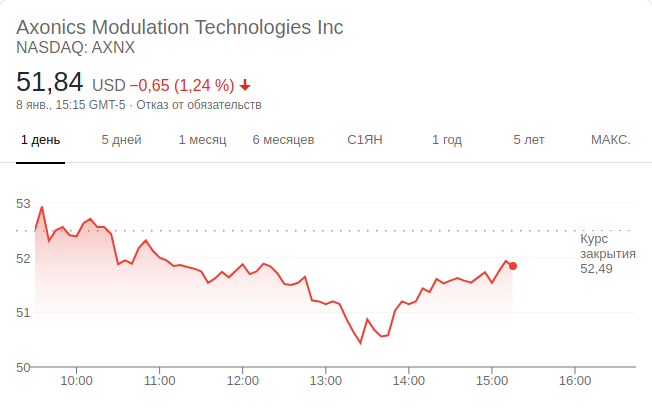 Axonics Modulation Technologies Inc
NASDAQ: AXNX
51,84 USD −0,65 (1,24 %)
8 янв., 15:15 GMT-5 · Отказ от обязательств
1 день 5 дней 1 месяц 6 месяцев С1ЯН 1 год 5 лет МАКС.
53
52
51
50
Курс
закрытия
52,49
10:00 11:00 12:00 13:00 14:00 15:00 16:00